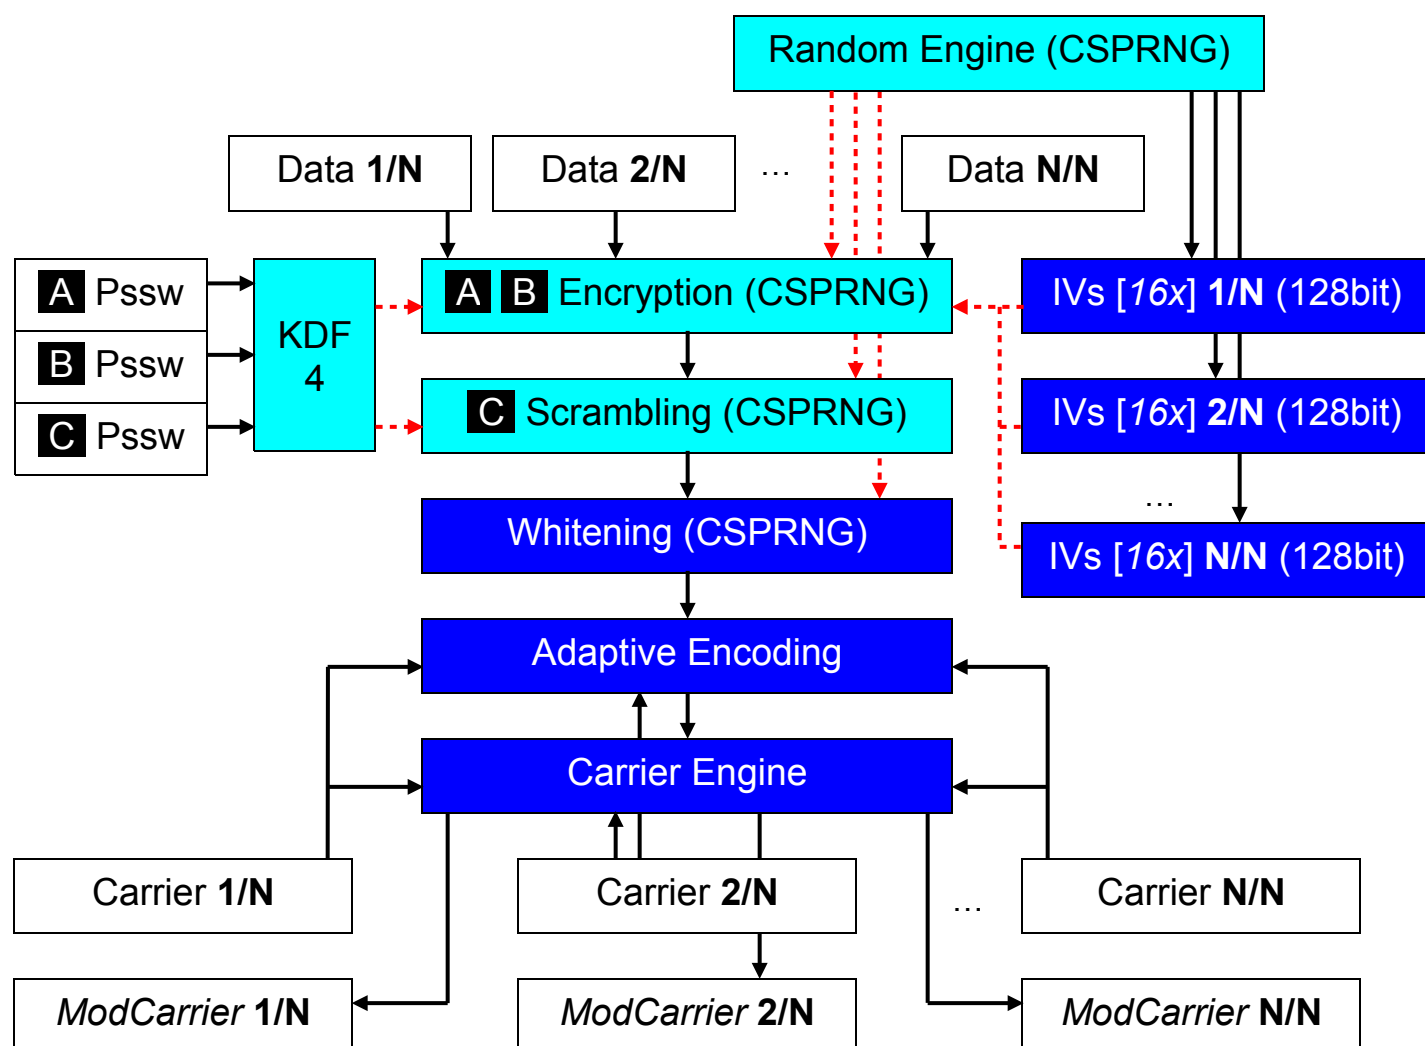 Random Engine (CSPRNG)
Data 1/N
Data 2/N
...
Data N/N
A Pssw
B Pssw
C Pssw
KDF
4
A B Encryption (CSPRNG)
IVs [16x] 1/N (128bit)
C Scrambling (CSPRNG)
IVs [16x] 2/N (128bit)
...
Whitening (CSPRNG)
IVs [16x] N/N (128bit)
Adaptive Encoding
Carrier Engine
Carrier 1/N
Carrier 2/N
...
Carrier N/N
ModCarrier 1/N
ModCarrier 2/N
ModCarrier N/N